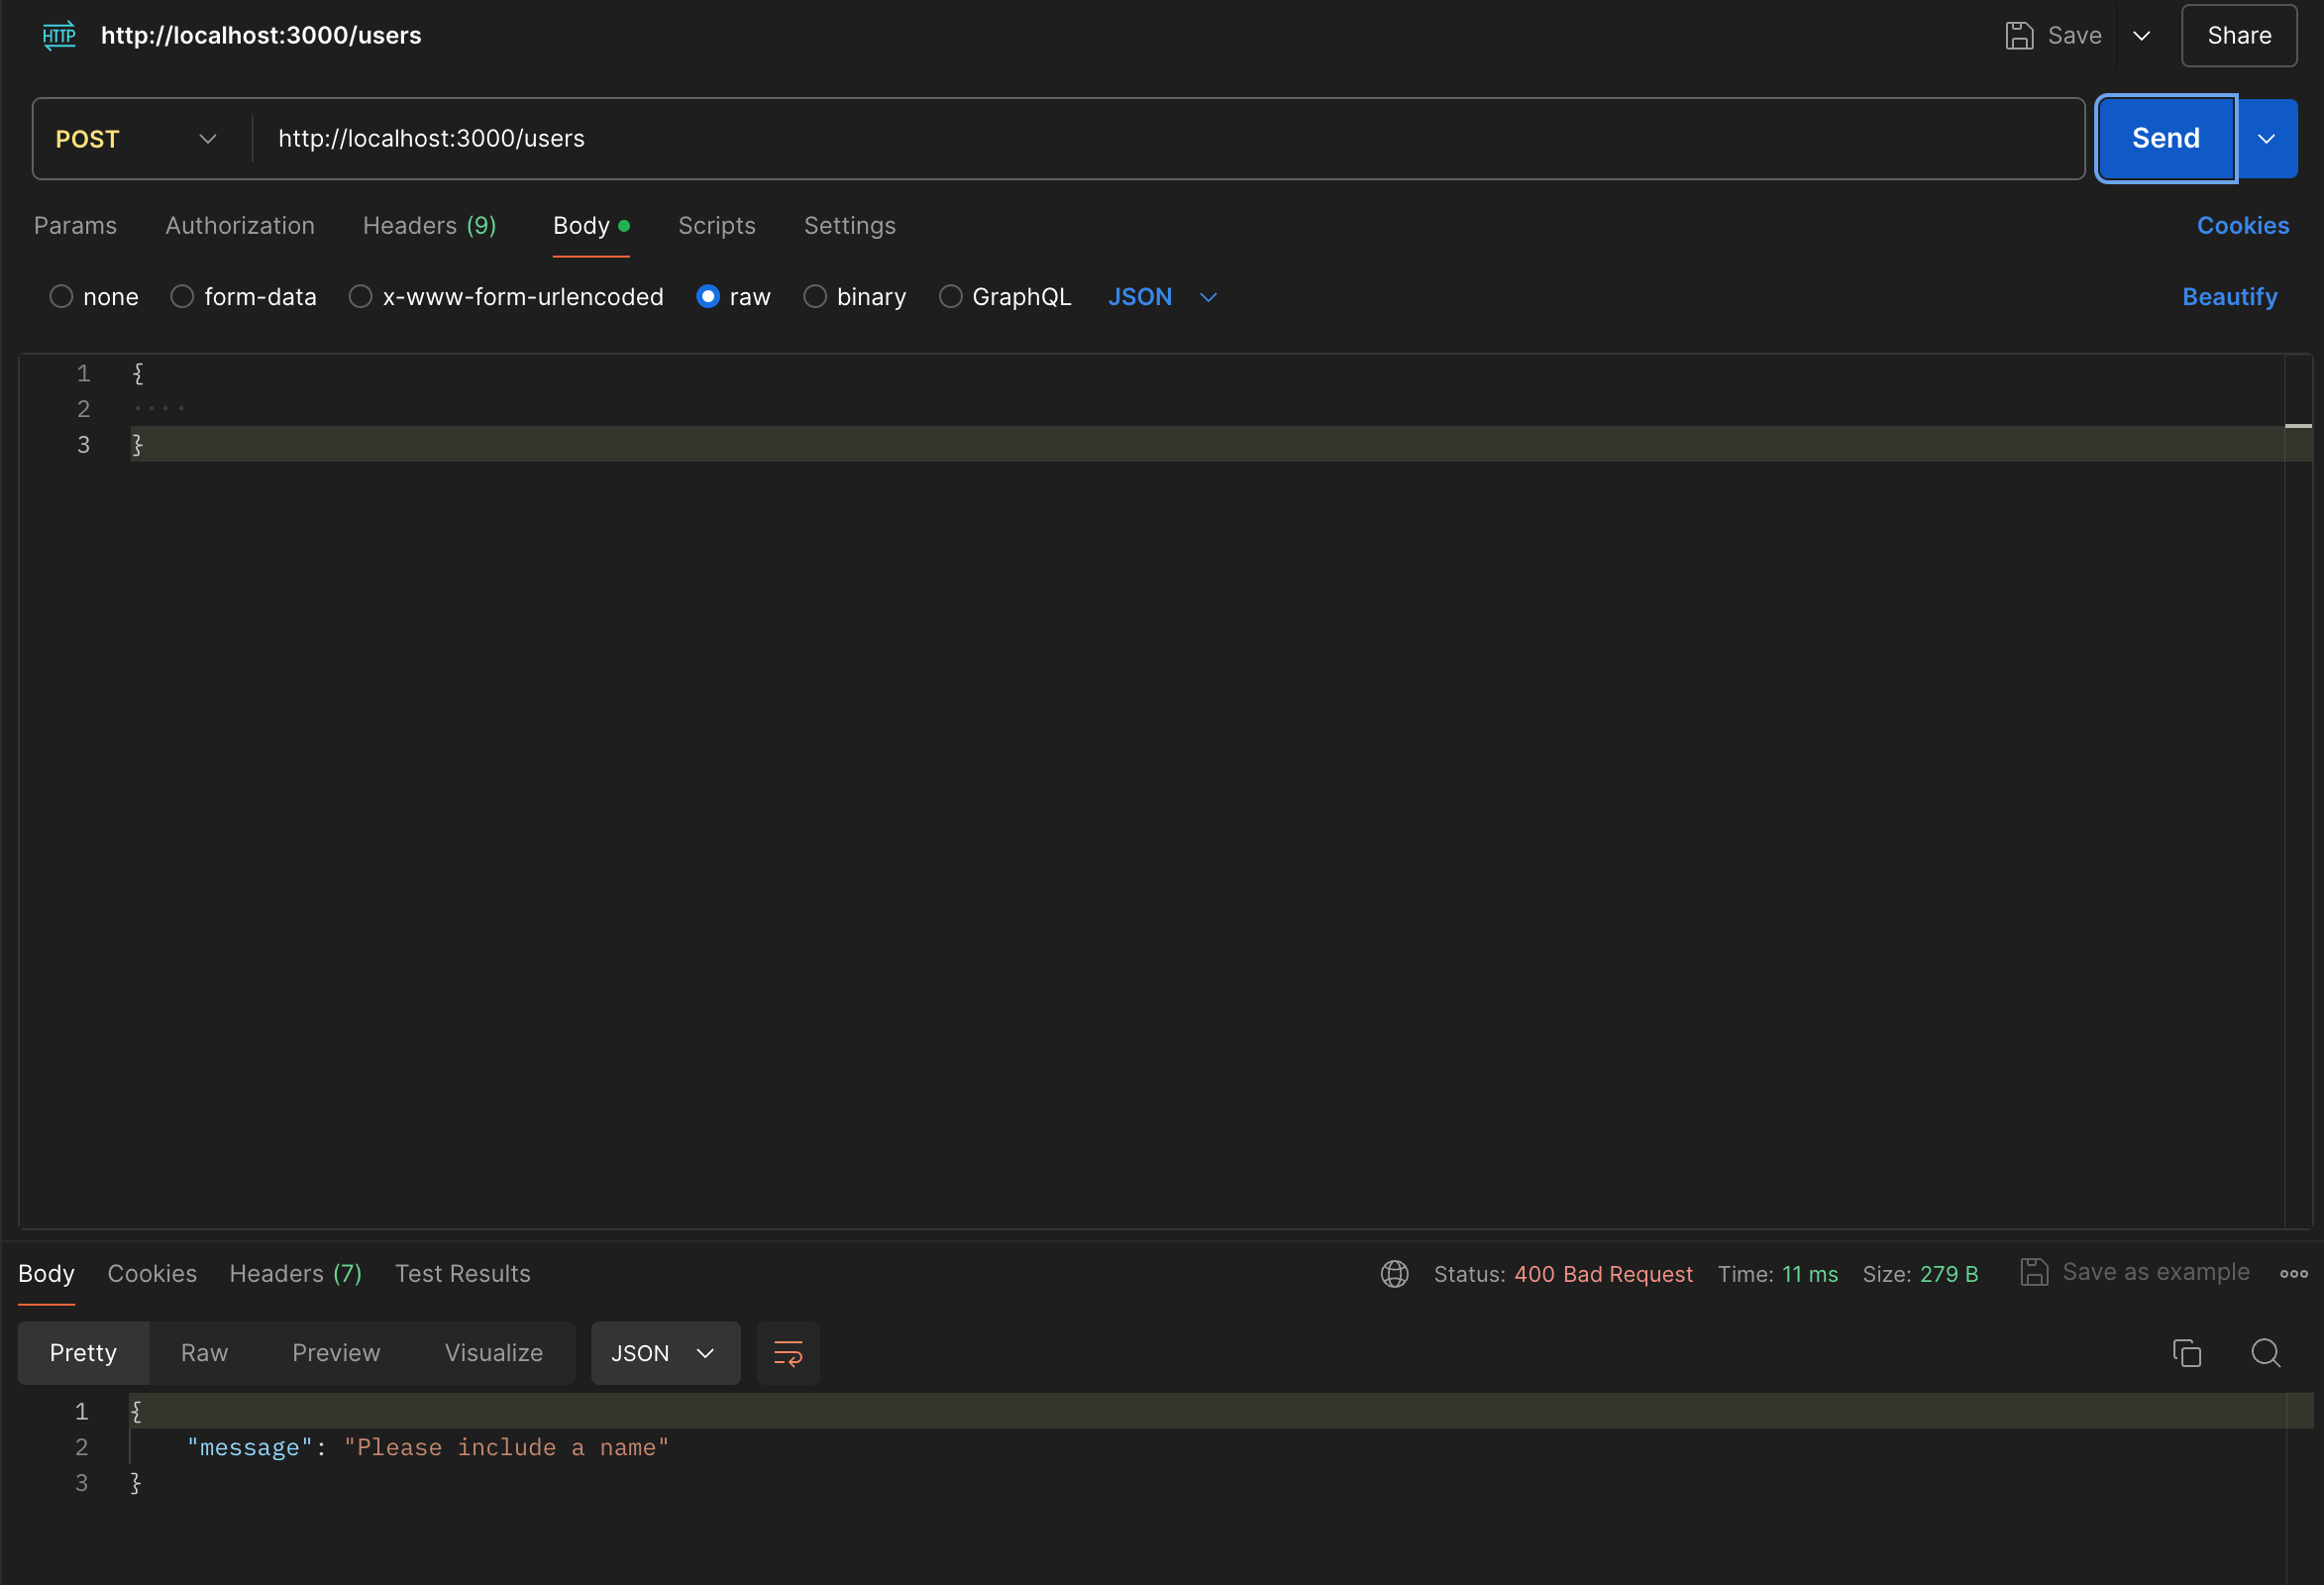 HTTP http://localhost:3000/users Save Share
POST http://localhost:3000/users Send
Params Authorization Headers (9) Body Scripts Settings Cookies
none form-data x-www-form-urlencoded raw binary GraphQL JSON Beautify
1 {
2 ····
3 }
Body Cookies Headers (7) Test Results Status: 400 Bad Request Time: 11 ms Size: 279 B Save as example
Pretty Raw Preview Visualize JSON
1 {
2 "message": "Please include a name"
3 }